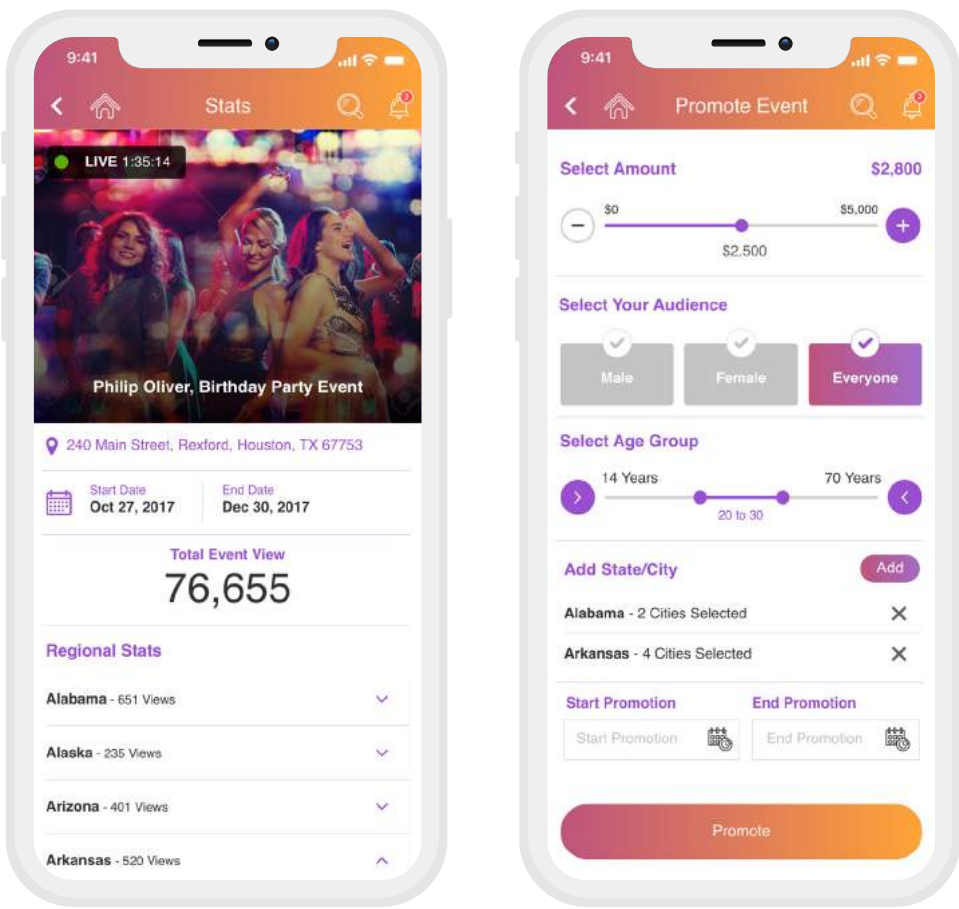 9:41
Stats
2
LIVE 1:35:14
Philip Oliver, Birthday Party Event
240 Main Street, Rexford, Houston, TX 67753
Start Date End Date
Oct 27, 2017 Dec 30, 2017
Total Event View
76,655
Regional Stats
Alabama - 651 Views
Alaska - 235 Views
Arizona - 401 Views
Arkansas - 520 Views
9:41
Promote Event
2
Select Amount $2,800
$0 $5,000
$2,500
Select Your Audience
Male Female Everyone
Select Age Group
14 Years 70 Years
20 to 30
Add State/City Add
Alabama - 2 Cities Selected
Arkansas - 4 Cities Selected
Start Promotion End Promotion
Start Promotion End Promotion
Promote